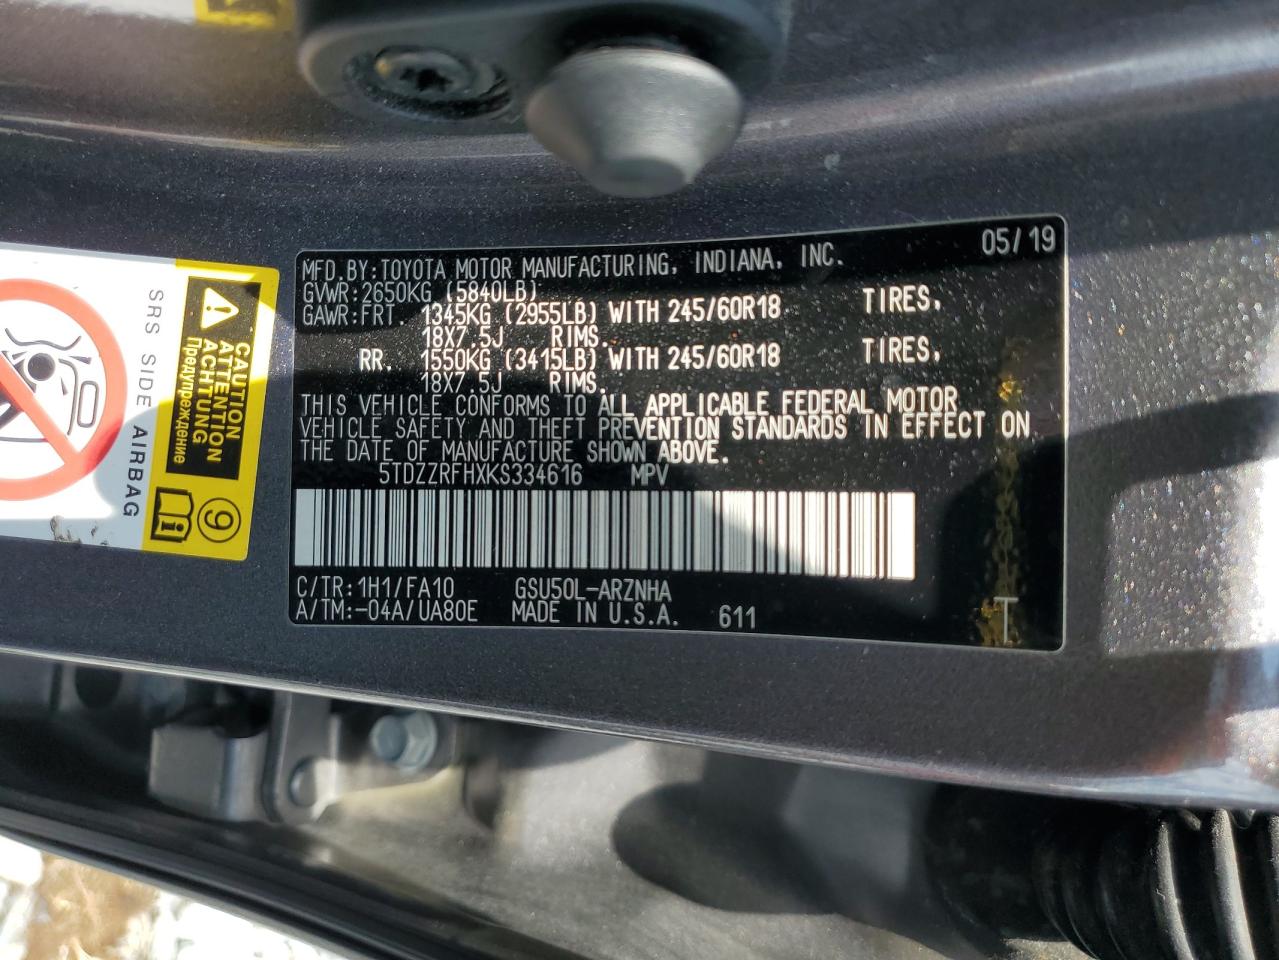 05/19
MFD.BY:TOYOTA MOTOR MANUFACTURING, INDIANA, INC.
GVWR:2650KG (5840LB)
GAWR:FRT. 1345KG (2955LB) WITH 245/60R18 TIRES,
18X7.5J RIMS.
RR. 1550KG (3415LB) WITH 245/60R18 TIRES,
18X7.5J RIMS.
THIS VEHICLE CONFORMS TO ALL APPLICABLE FEDERAL MOTOR
VEHICLE SAFETY AND THEFT PREVENTION STANDARDS IN EFFECT ON
THE DATE OF MANUFACTURE SHOWN ABOVE.
5TDZZRFHXKS334616 MPV
C/TR:1H1/FA10 GSU50L-ARZNHA
A/TM:-04A/UA80E MADE IN U.S.A. 611
T
CAUTION
ATTENTION
ACHTUNG
Предупреждение
SRS SIDE AIRBAG
9